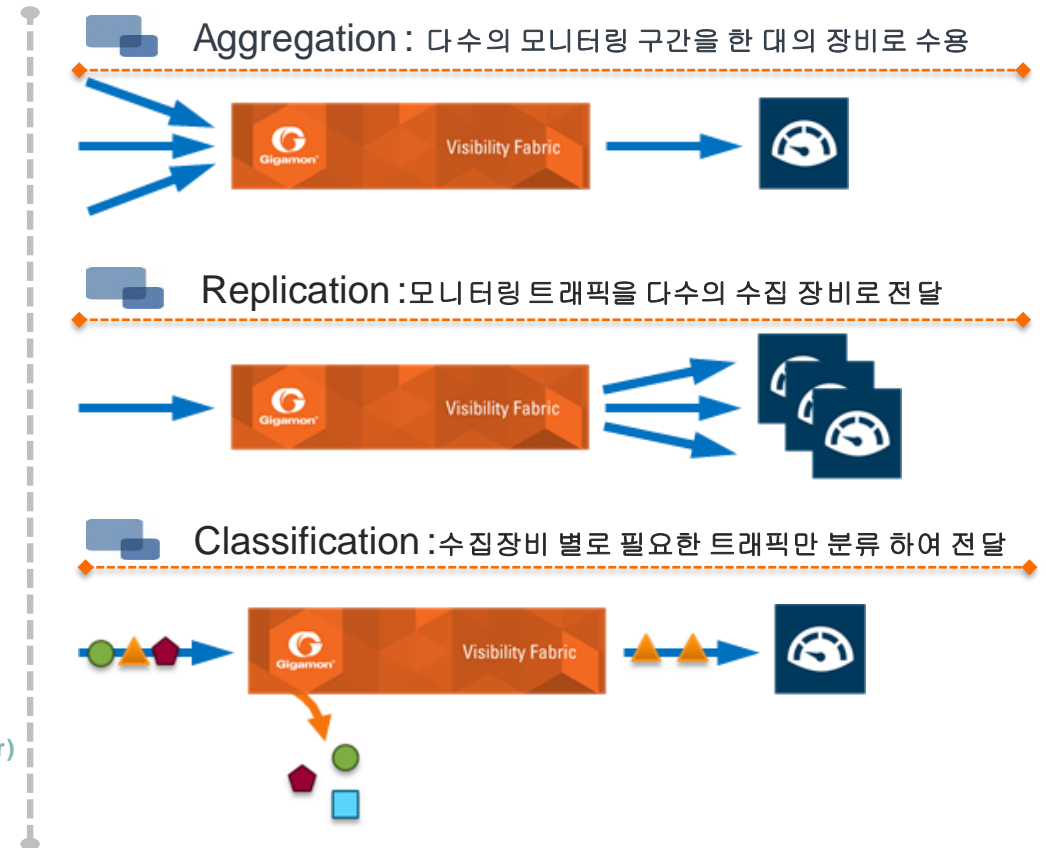 Aggregation : 다수의 모니터링 구간을 한 대의 장비로 수용
Gigamon® Visibility Fabric
Replication :모니터링 트래픽을 다수의 수집 장비로 전달
Gigamon® Visibility Fabric
Classification :수집장비 별로 필요한 트래픽만 분류 하여 전달
Gigamon® Visibility Fabric
r)